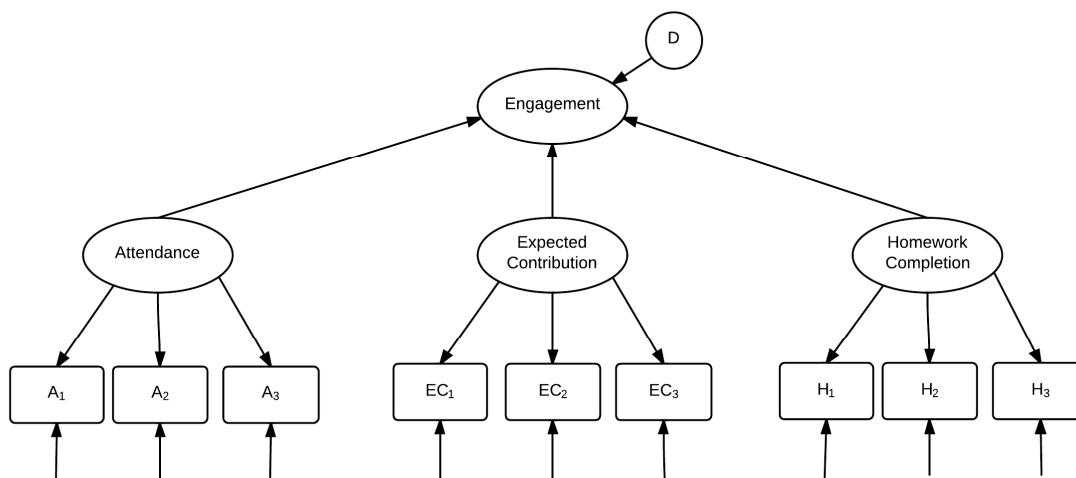 D
Engagement
Attendance
Expected
Contribution
Homework
Completion
A₁
A₂
A₃
EC₁
EC₂
EC₃
H₁
H₂
H₃